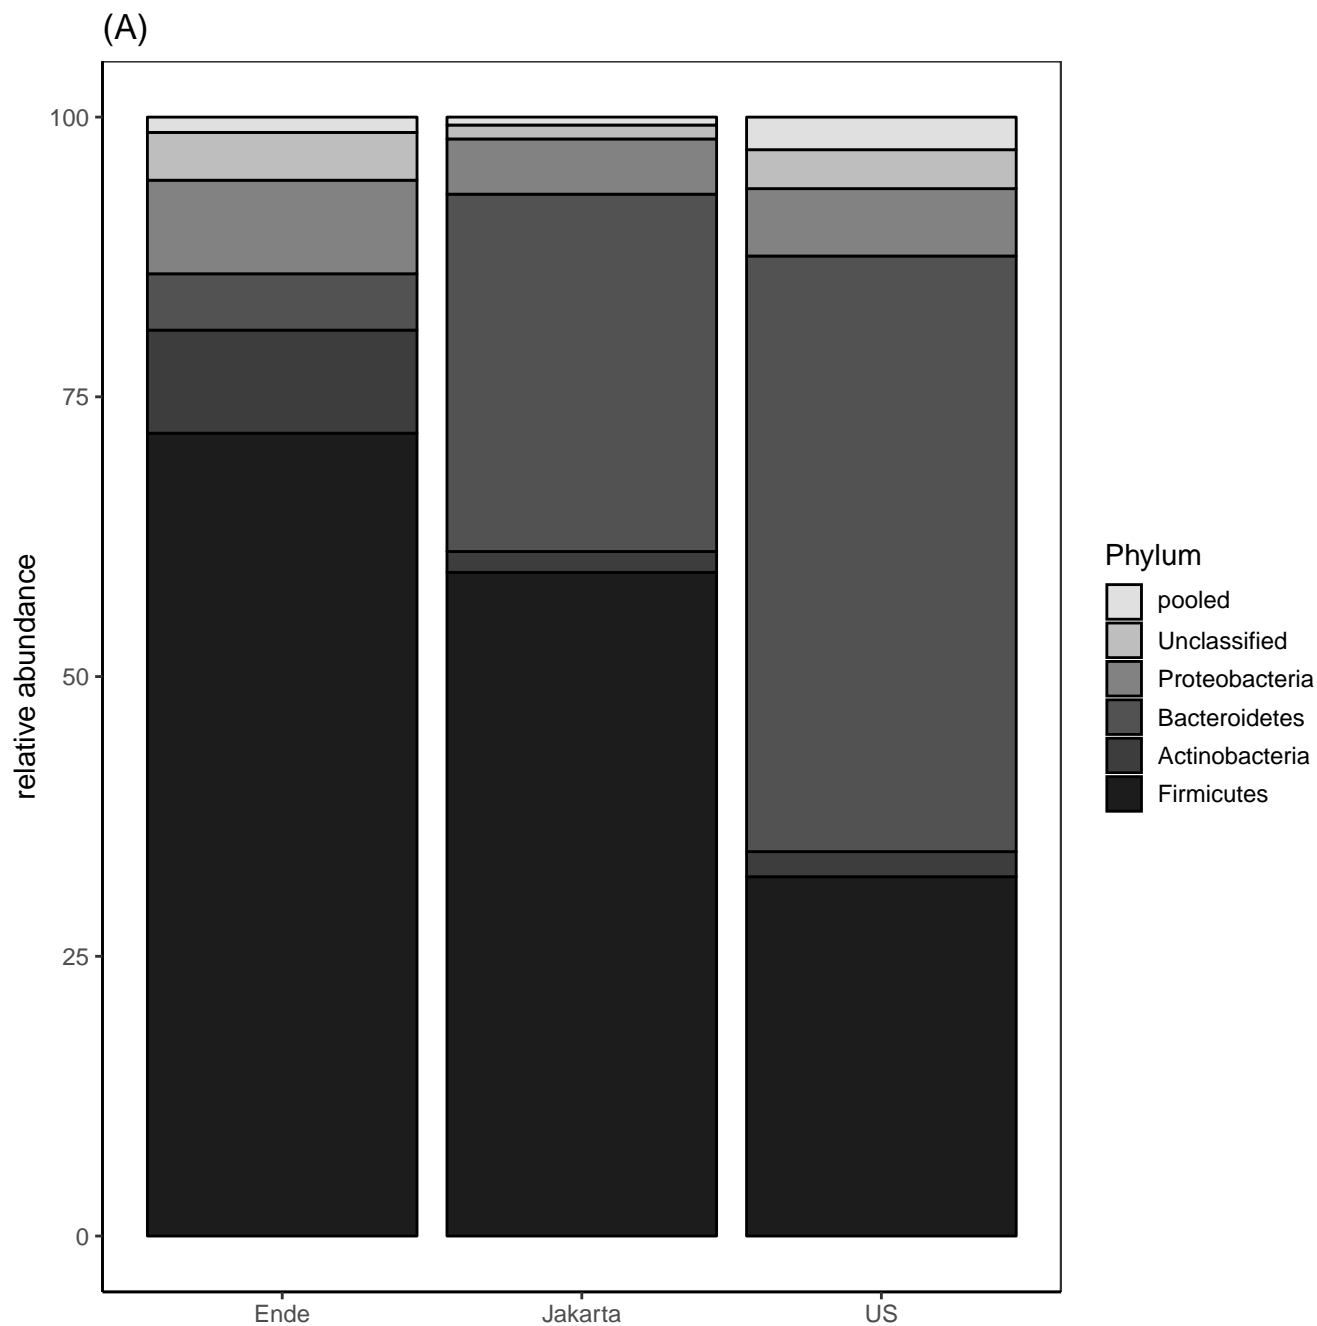 (A)
100
75
50
25
0
relative abundance
Ende
Jakarta
US
Phylum
pooled
Unclassified
Proteobacteria
Bacteroidetes
Actinobacteria
Firmicutes